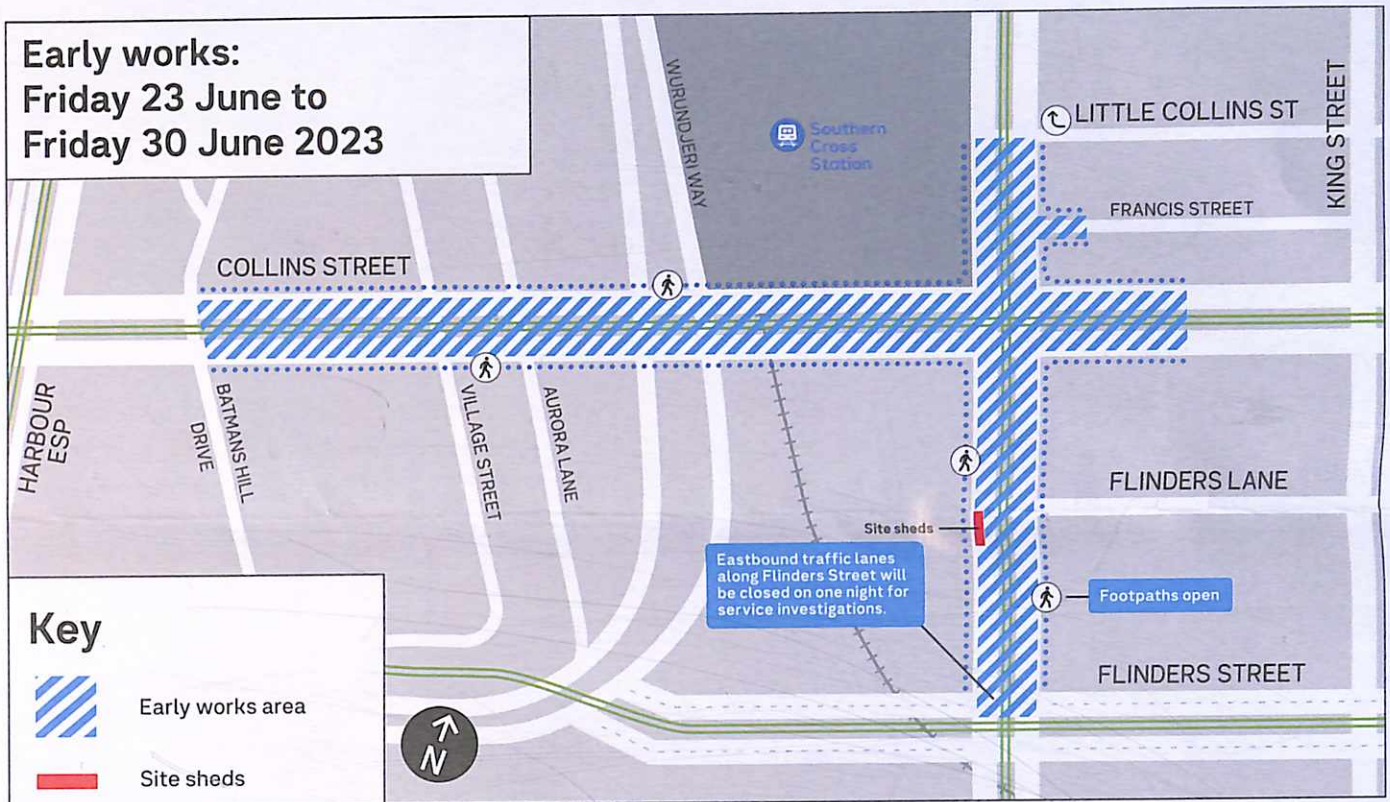 Early works:
Friday 23 June to
Friday 30 June 2023
WURUNDJERI WAY
Southern
Cross
Station
LITTLE COLLINS ST
KING STREET
FRANCIS STREET
COLLINS STREET
HARBOUR
ESP
BATMANS HILL
DRIVE
VILLAGE STREET
AURORA LANE
FLINDERS LANE
Site sheds
Eastbound traffic lanes
along Flinders Street will
be closed on one night for
service investigations.
Footpaths open
FLINDERS STREET
Key
Early works area
Site sheds
N